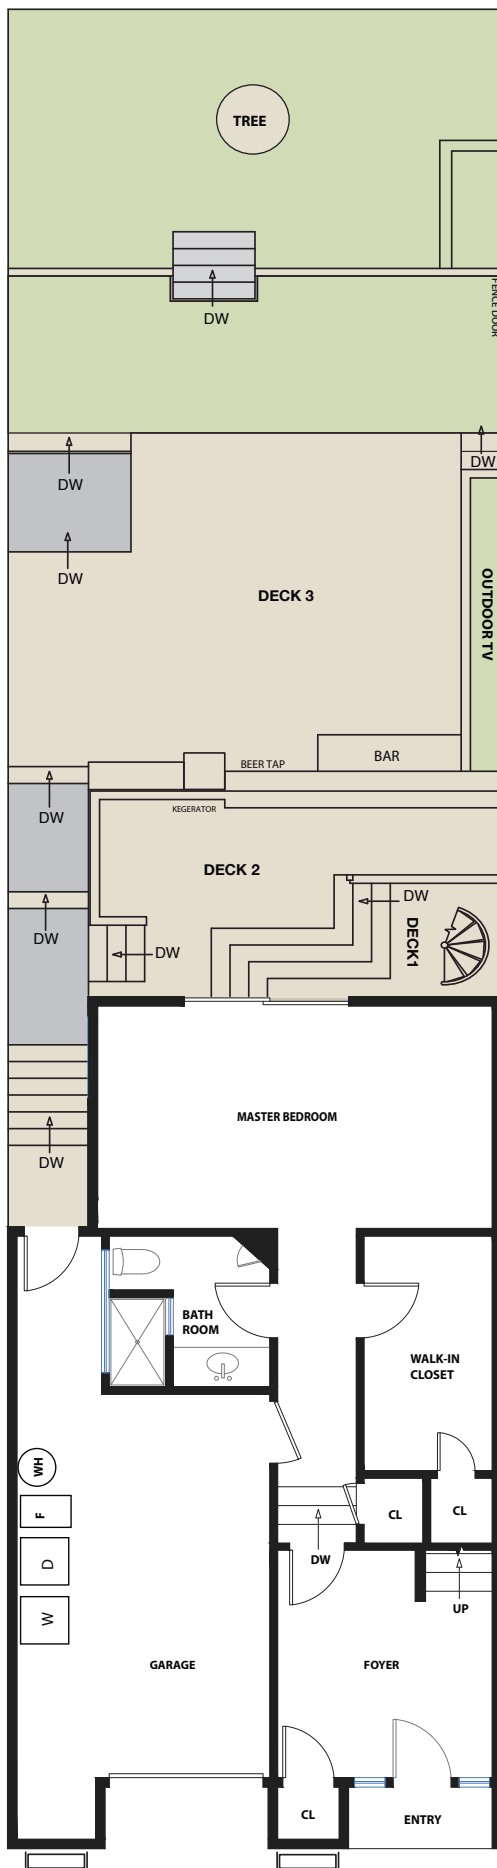 TREE
DW
FENCE DOOR
DW
DW
DW
DECK 3
OUTDOOR TV
BEER TAP
BAR
DW
KEGERATOR
DECK 2
DW
DECK1
DW
DW
MASTER BEDROOM
DW
BATH
ROOM
WALK-IN
CLOSET
WH
F
CL
CL
D
DW
UP
W
GARAGE
FOYER
CL
ENTRY